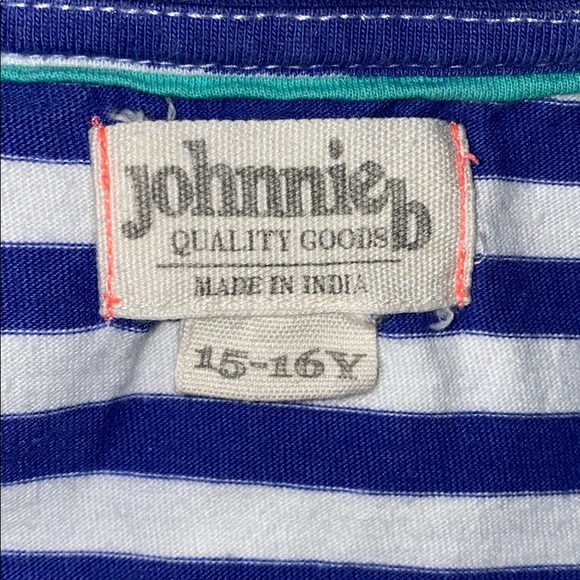 johnnie b
QUALITY GOODS
MADE IN INDIA
15-16Y